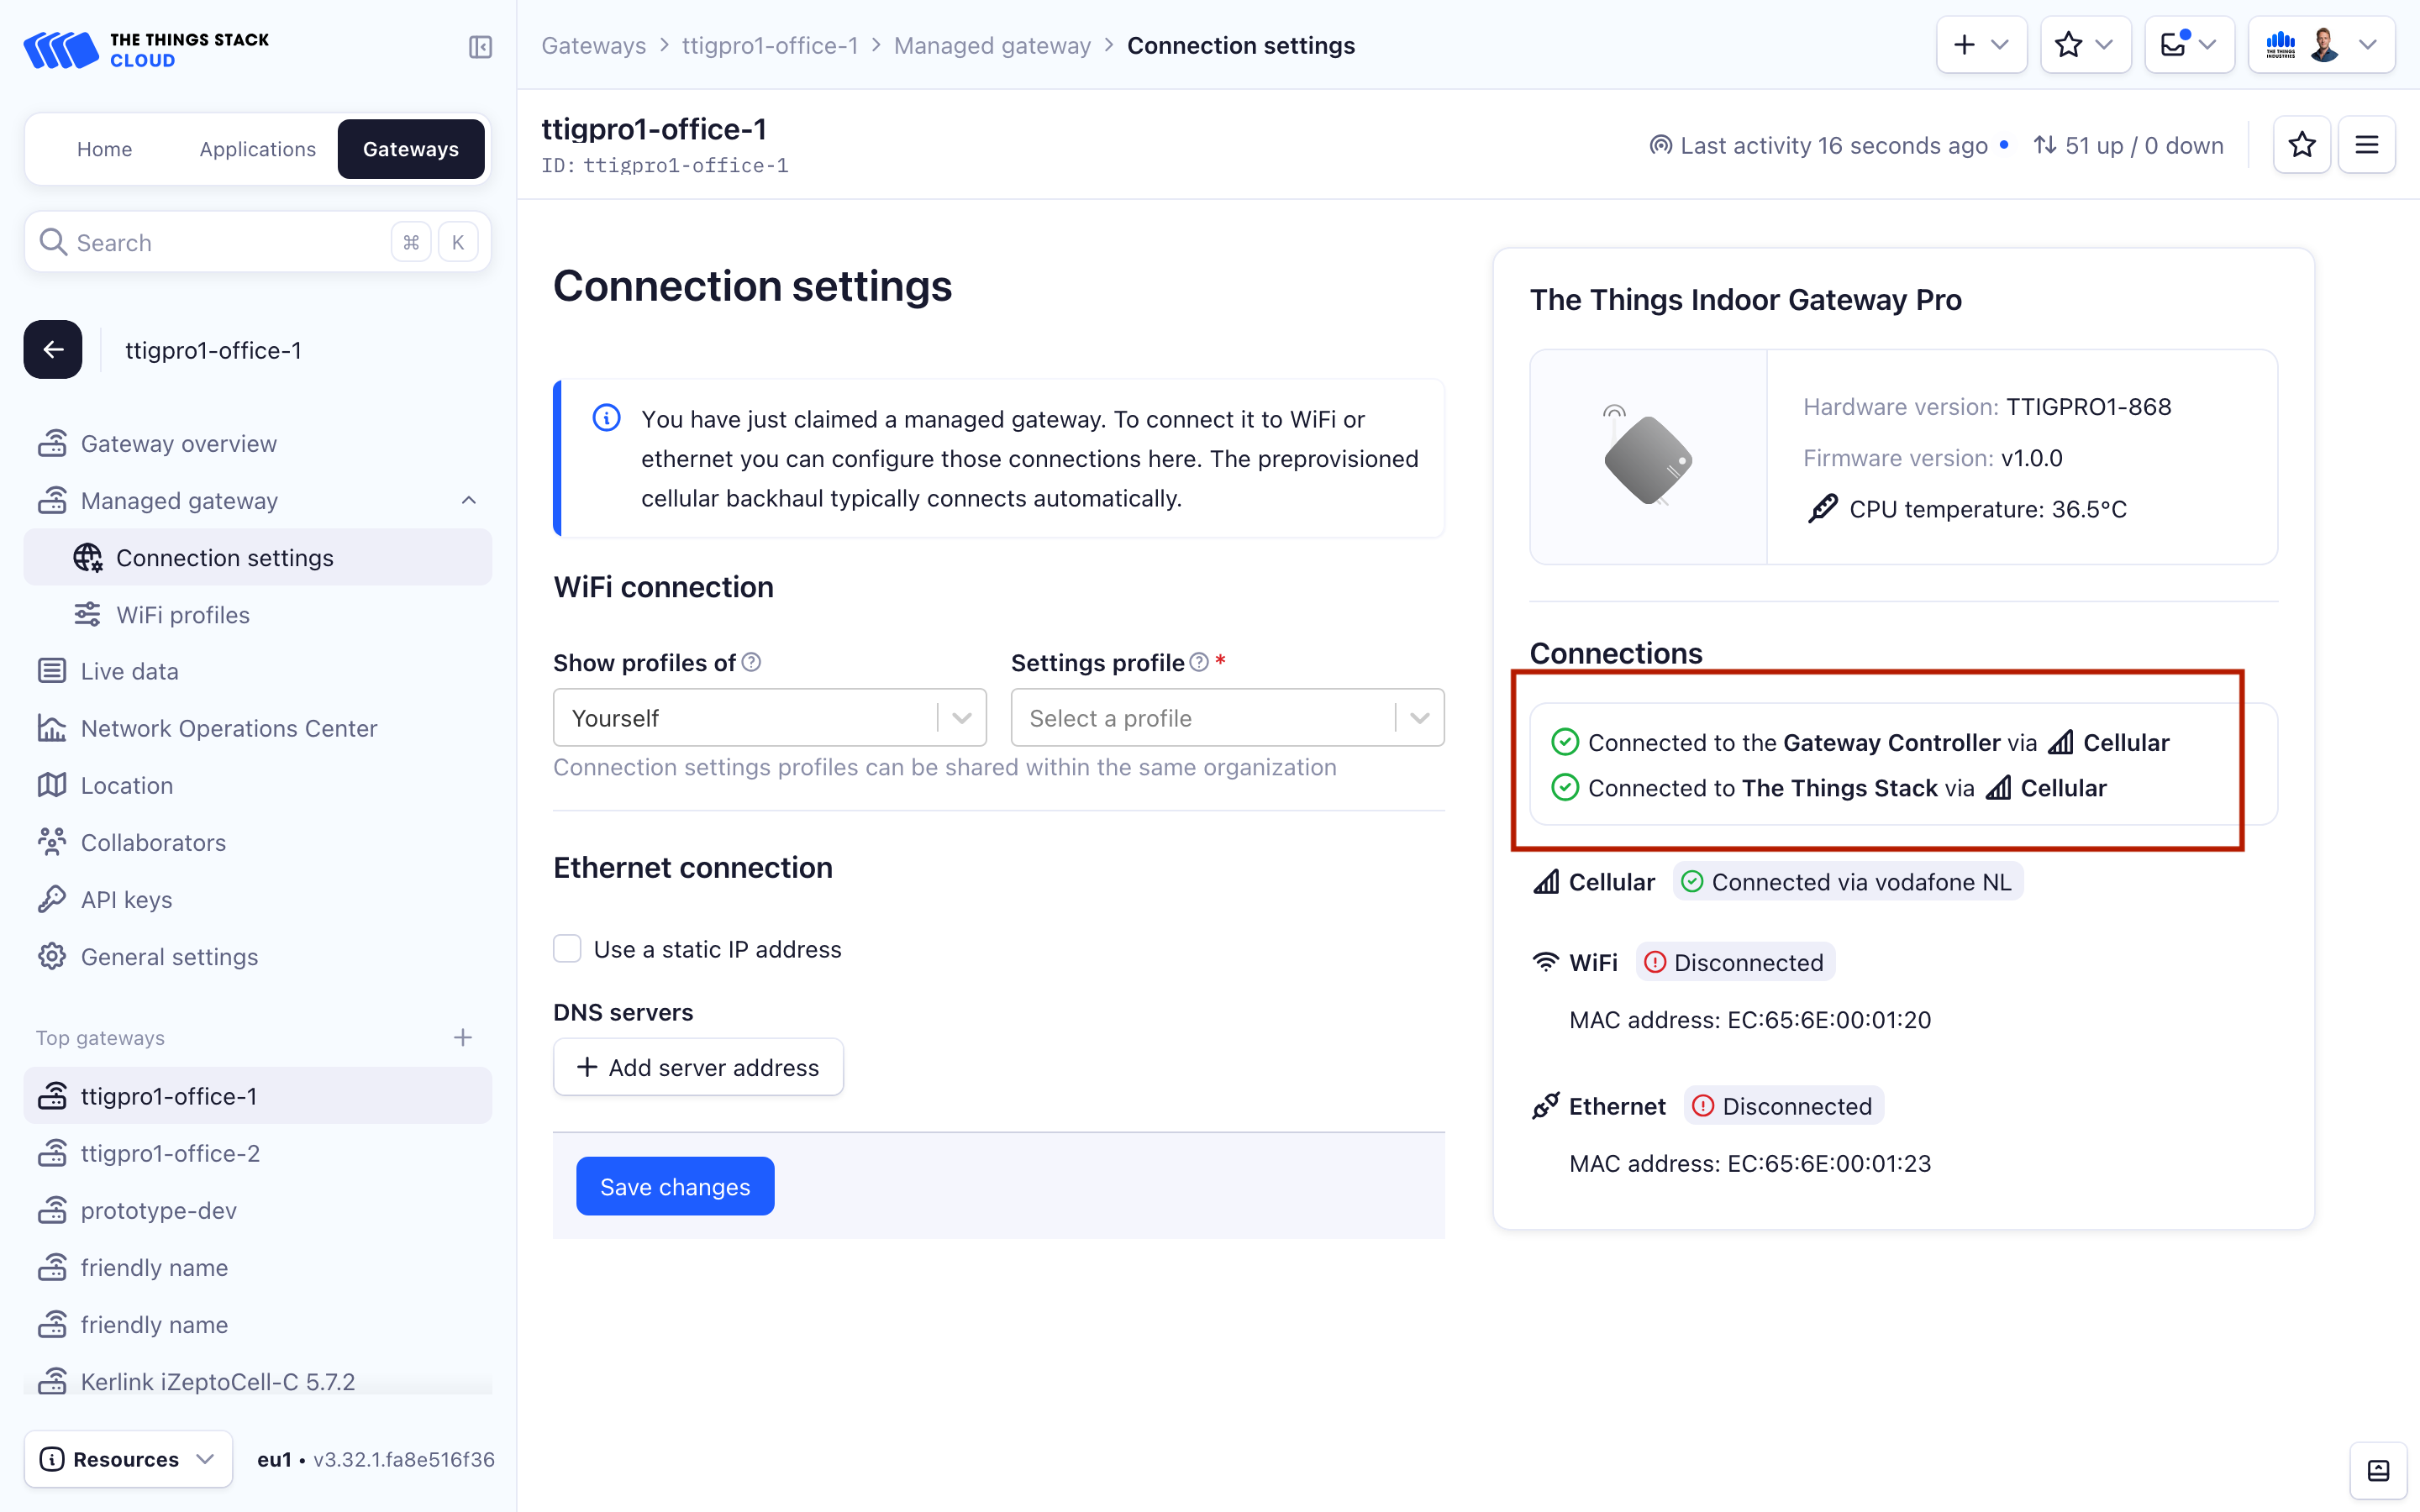 THE THINGS STACK
CLOUD
Gateways
ttigpro1-office-1
Managed gateway
Connection settings
THE THINGS
INDUSTRIES
Home
Applications
Gateways
Search
⌘
K
ttigpro1-office-1
Gateway overview
Managed gateway
Connection settings
WiFi profiles
Live data
Network Operations Center
Location
Collaborators
API keys
General settings
Top gateways
ttigpro1-office-1
ttigpro1-office-2
prototype-dev
friendly name
friendly name
Kerlink iZeptoCell-C 5.7.2
Resources
eu1 • v3.32.1.fa8e516f36
ttigpro1-office-1
ID: ttigpro1-office-1
Last activity 16 seconds ago
51 up / 0 down
Connection settings
You have just claimed a managed gateway. To connect it to WiFi or
ethernet you can configure those connections here. The preprovisioned
cellular backhaul typically connects automatically.
WiFi connection
Show profiles of
Settings profile *
Yourself
Select a profile
Connection settings profiles can be shared within the same organization
Ethernet connection
Use a static IP address
DNS servers
+ Add server address
Save changes
The Things Indoor Gateway Pro
Hardware version: TTIGPRO1-868
Firmware version: v1.0.0
CPU temperature: 36.5°C
Connections
Connected to the Gateway Controller via Cellular
Connected to The Things Stack via Cellular
Cellular Connected via vodafone NL
WiFi Disconnected
MAC address: EC:65:6E:00:01:20
Ethernet Disconnected
MAC address: EC:65:6E:00:01:23